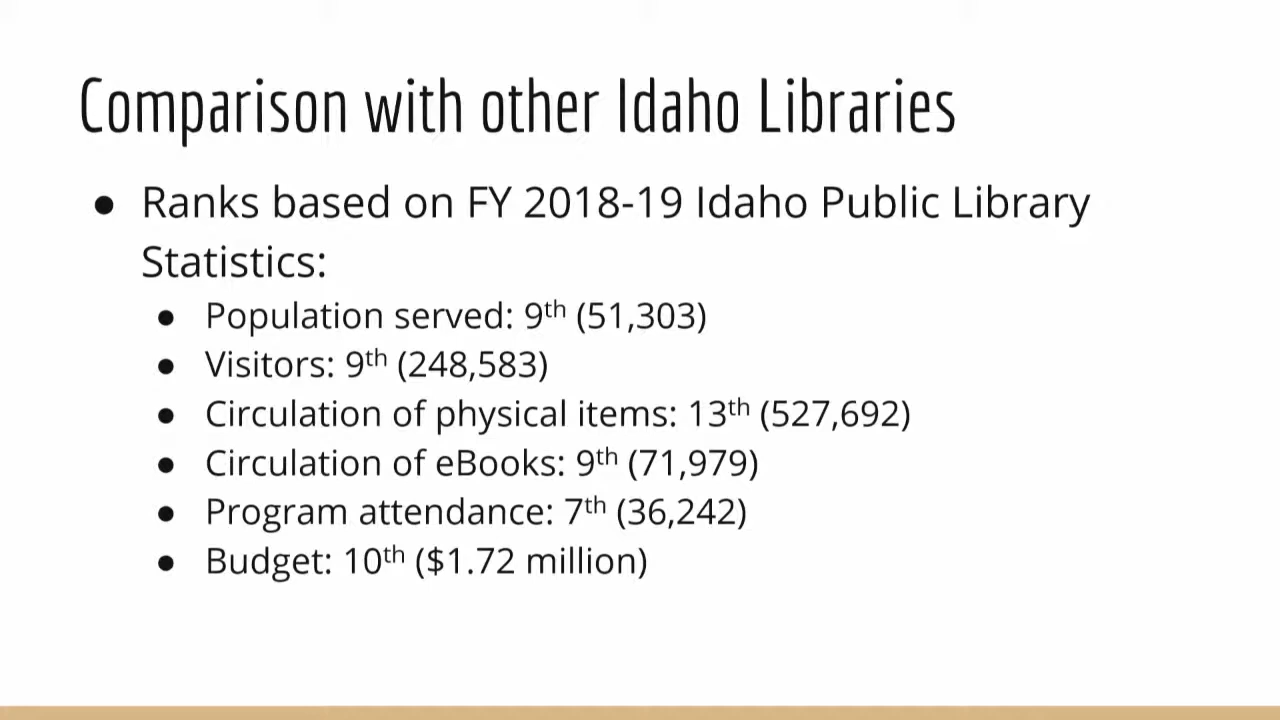 Comparison with other Idaho Libraries
● Ranks based on FY 2018-19 Idaho Public Library
Statistics:
● Population served: 9th (51,303)
● Visitors: 9th (248,583)
● Circulation of physical items: 13th (527,692)
● Circulation of eBooks: 9th (71,979)
● Program attendance: 7th (36,242)
● Budget: 10th ($1.72 million)